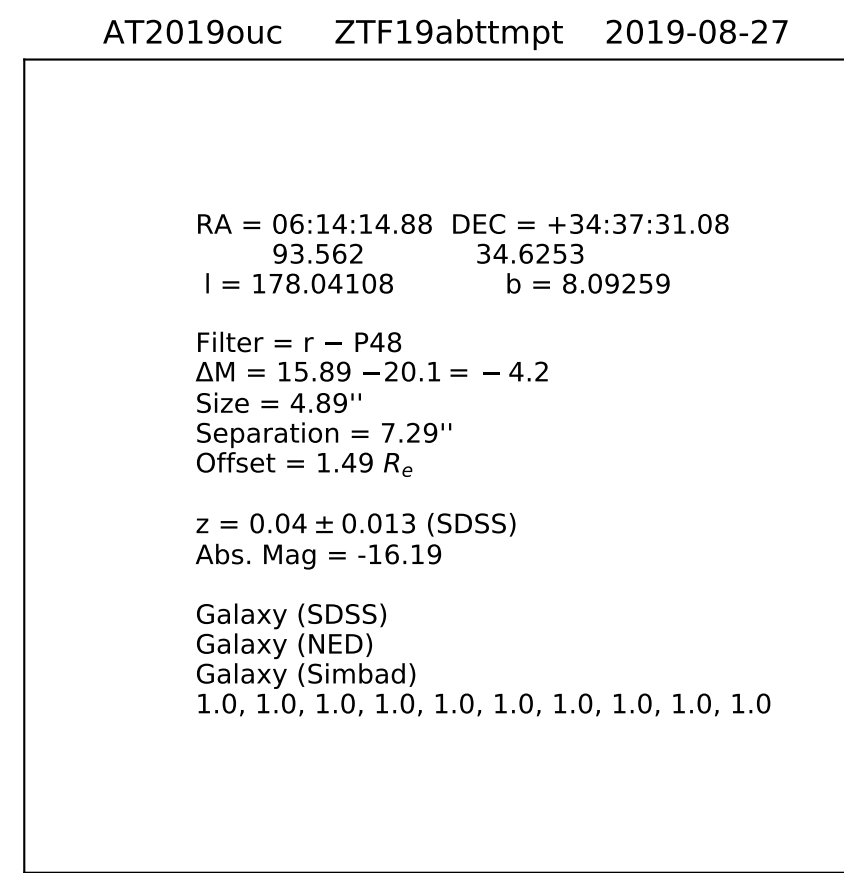 AT2019ouc ZTF19abttmpt 2019-08-27
RA = 06:14:14.88 DEC = +34:37:31.08
93.562 34.6253
l = 178.04108 b = 8.09259
Filter = r − P48
ΔM = 15.89 −20.1 = − 4.2
Size = 4.89''
Separation = 7.29''
Offset = 1.49 Rₑ
z = 0.04 ± 0.013 (SDSS)
Abs. Mag = -16.19
Galaxy (SDSS)
Galaxy (NED)
Galaxy (Simbad)
1.0, 1.0, 1.0, 1.0, 1.0, 1.0, 1.0, 1.0, 1.0, 1.0